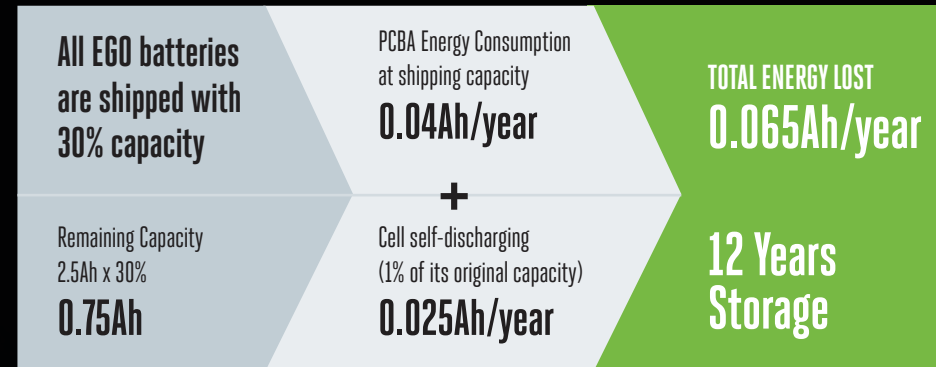 All EGO batteries
are shipped with
30% capacity
Remaining Capacity
2.5Ah x 30%
0.75Ah
PCBA Energy Consumption
at shipping capacity
0.04Ah/year
+
Cell self-discharging
(1% of its original capacity)
0.025Ah/year
TOTAL ENERGY LOST
0.065Ah/year
12 Years
Storage